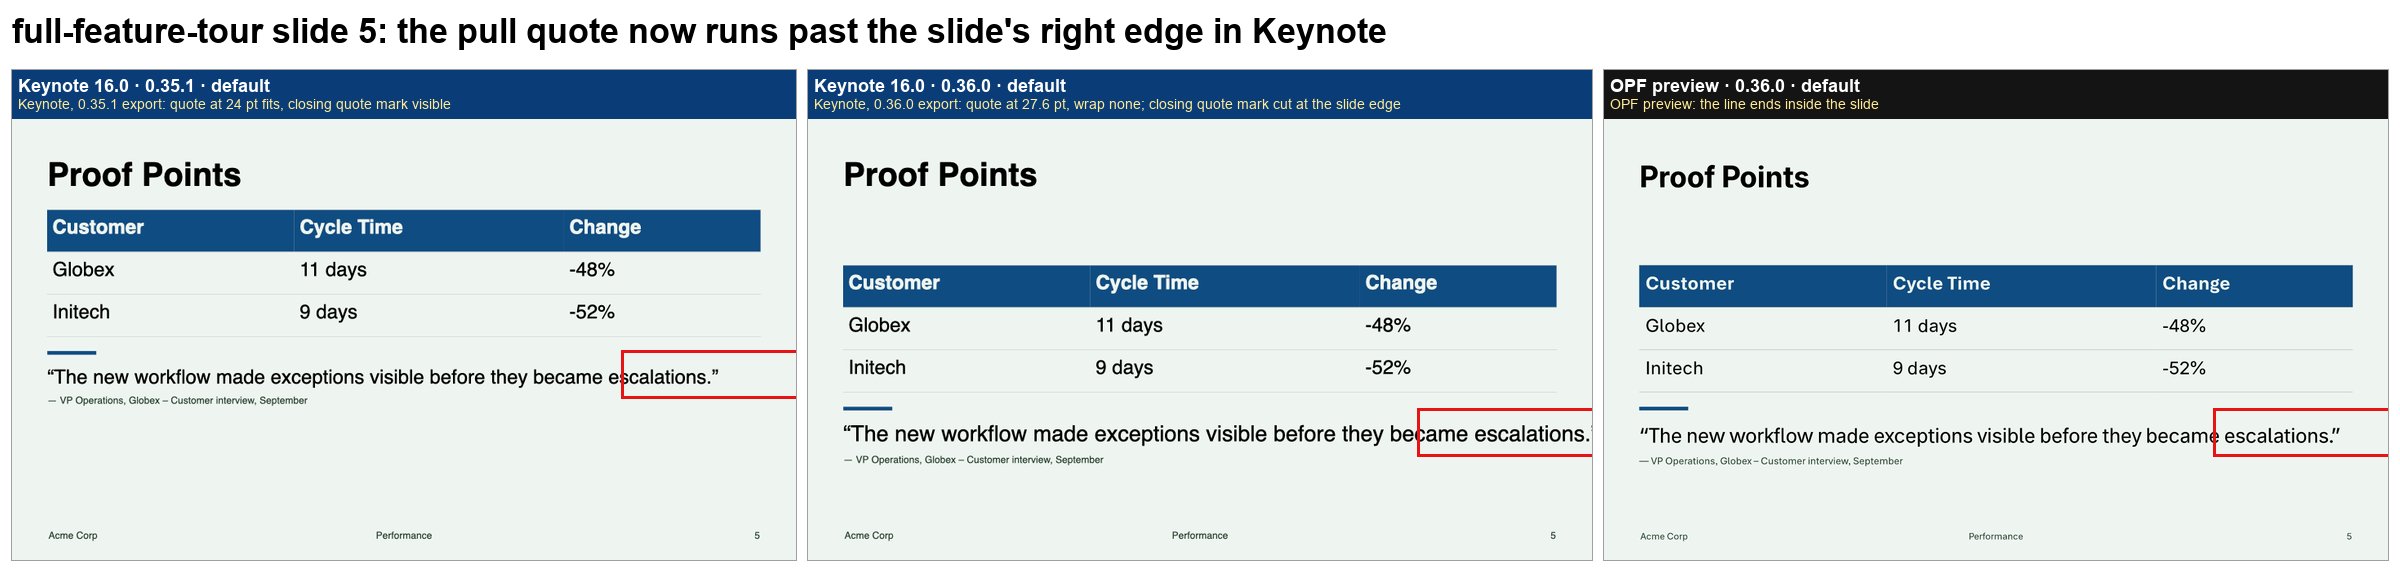 full-feature-tour slide 5: the pull quote now runs past the slide's right edge in Keynote
Keynote 16.0 · 0.35.1 · default
Keynote, 0.35.1 export: quote at 24 pt fits, closing quote mark visible
Proof Points
Customer Cycle Time Change
Globex 11 days -48%
Initech 9 days -52%
“The new workflow made exceptions visible before they became escalations.”
— VP Operations, Globex – Customer interview, September
Acme Corp Performance 5
Keynote 16.0 · 0.36.0 · default
Keynote, 0.36.0 export: quote at 27.6 pt, wrap none; closing quote mark cut at the slide edge
Proof Points
Customer Cycle Time Change
Globex 11 days -48%
Initech 9 days -52%
“The new workflow made exceptions visible before they became escalations.”
— VP Operations, Globex – Customer interview, September
Acme Corp Performance 5
OPF preview · 0.36.0 · default
OPF preview: the line ends inside the slide
Proof Points
Customer Cycle Time Change
Globex 11 days -48%
Initech 9 days -52%
“The new workflow made exceptions visible before they became escalations.”
— VP Operations, Globex – Customer interview, September
Acme Corp Performance 5